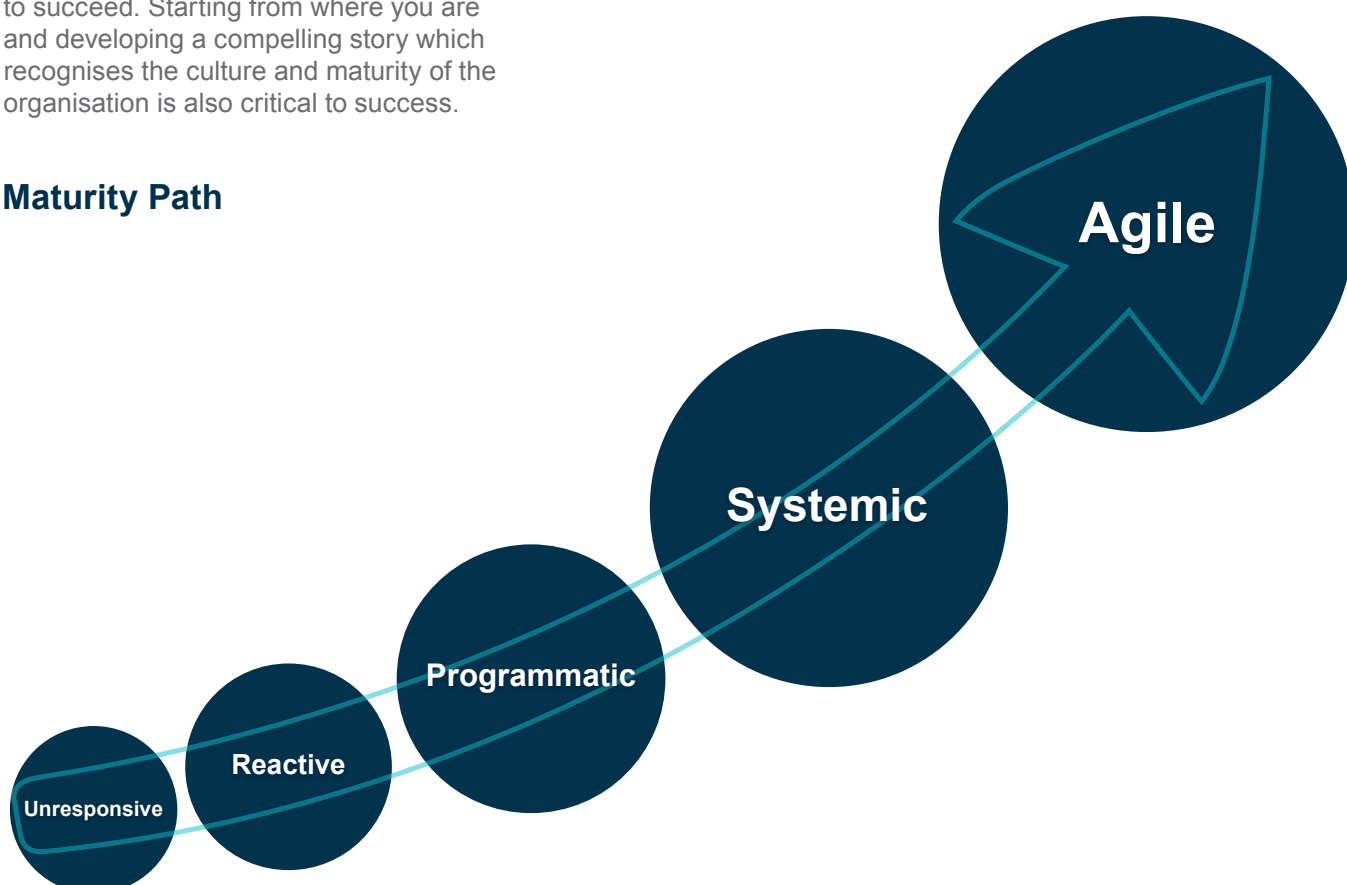 to succeed. Starting from where you are
and developing a compelling story which
recognises the culture and maturity of the
organisation is also critical to success.
Maturity Path
Agile
Systemic
Programmatic
Reactive
Unresponsive